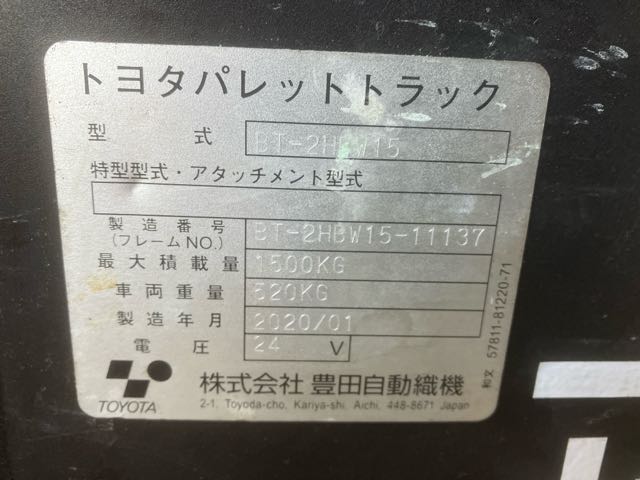 トヨタパレットトラック
型式 BT-2HBW15
特型型式・アタッチメント型式
製造番号 (フレームNO.) BT-2HBW15-11137
最大積載量 1500KG
車両重量 520KG
製造年月 2020/01
電圧 24 V
TOYOTA
株式会社 豊田自動織機
2-1, Toyoda-cho, Kariya-shi, Aichi, 448-8671 Japan
和文 57811-81220-71